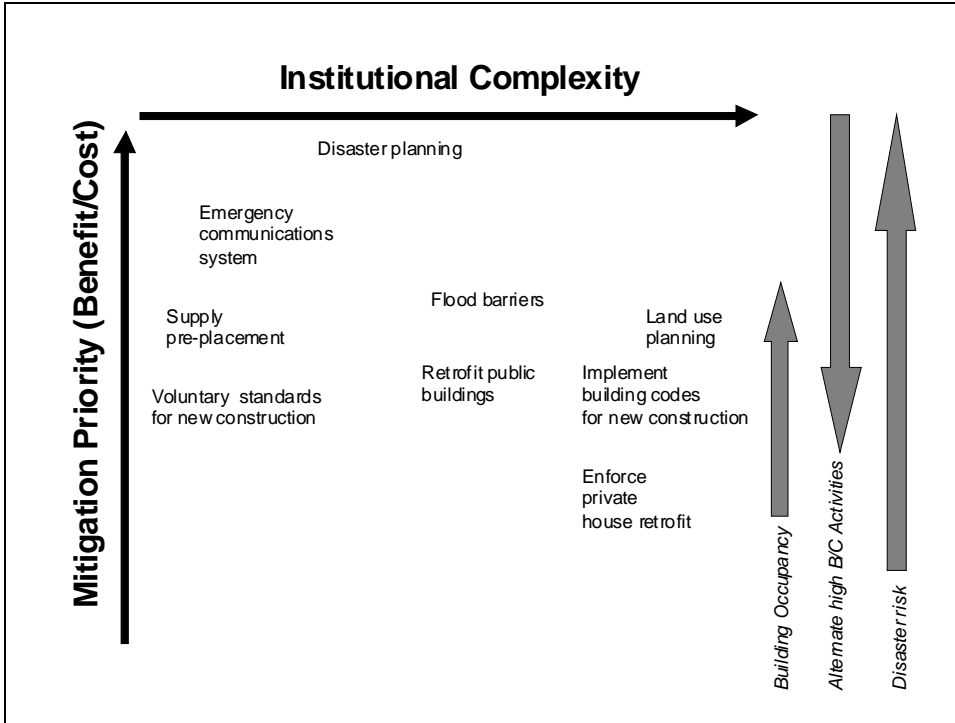 Institutional Complexity
Mitigation Priority (Benefit/Cost)
Disaster planning
Emergency
communications
system
Flood barriers
Supply
pre-placement
Land use
planning
Retrofit public
buildings
Implement
building codes
for new construction
Voluntary standards
for new construction
Enforce
private
house retrofit
Building Occupancy
Alternate high B/C Activities
Disaster risk